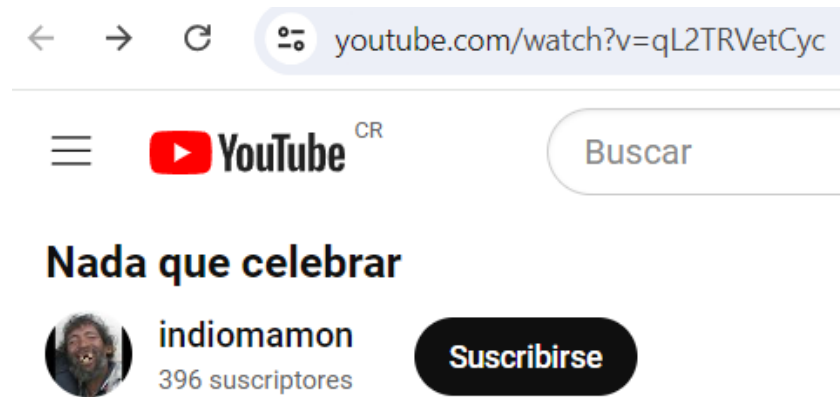 youtube.com/watch?v=qL2TRVetCyc
YouTube CR
Buscar
Nada que celebrar
indiomamon
396 suscriptores
Suscribirse